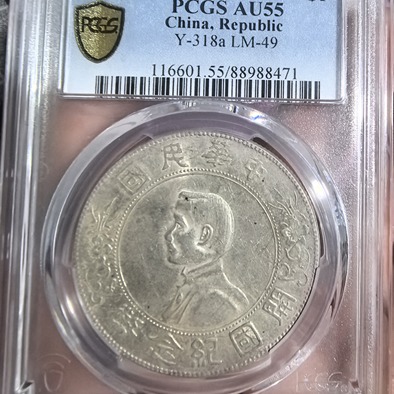 PCGS
PCGS AU55
China, Republic
Y-318a LM-49
116601.55/88988471
中華民國
開國紀念幣